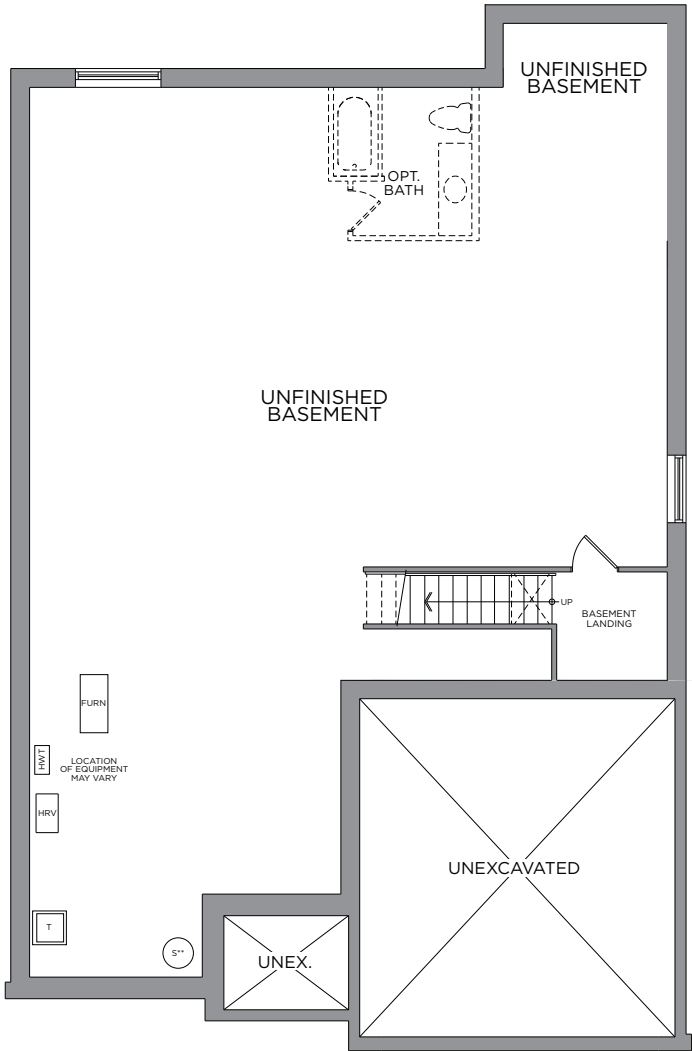 UNFINISHED
BASEMENT
OPT.
BATH
UNFINISHED
BASEMENT
UP
BASEMENT
LANDING
FURN
HWT
LOCATION
OF EQUIPMENT
MAY VARY
HRV
UNEXCAVATED
T
S**
UNEX.